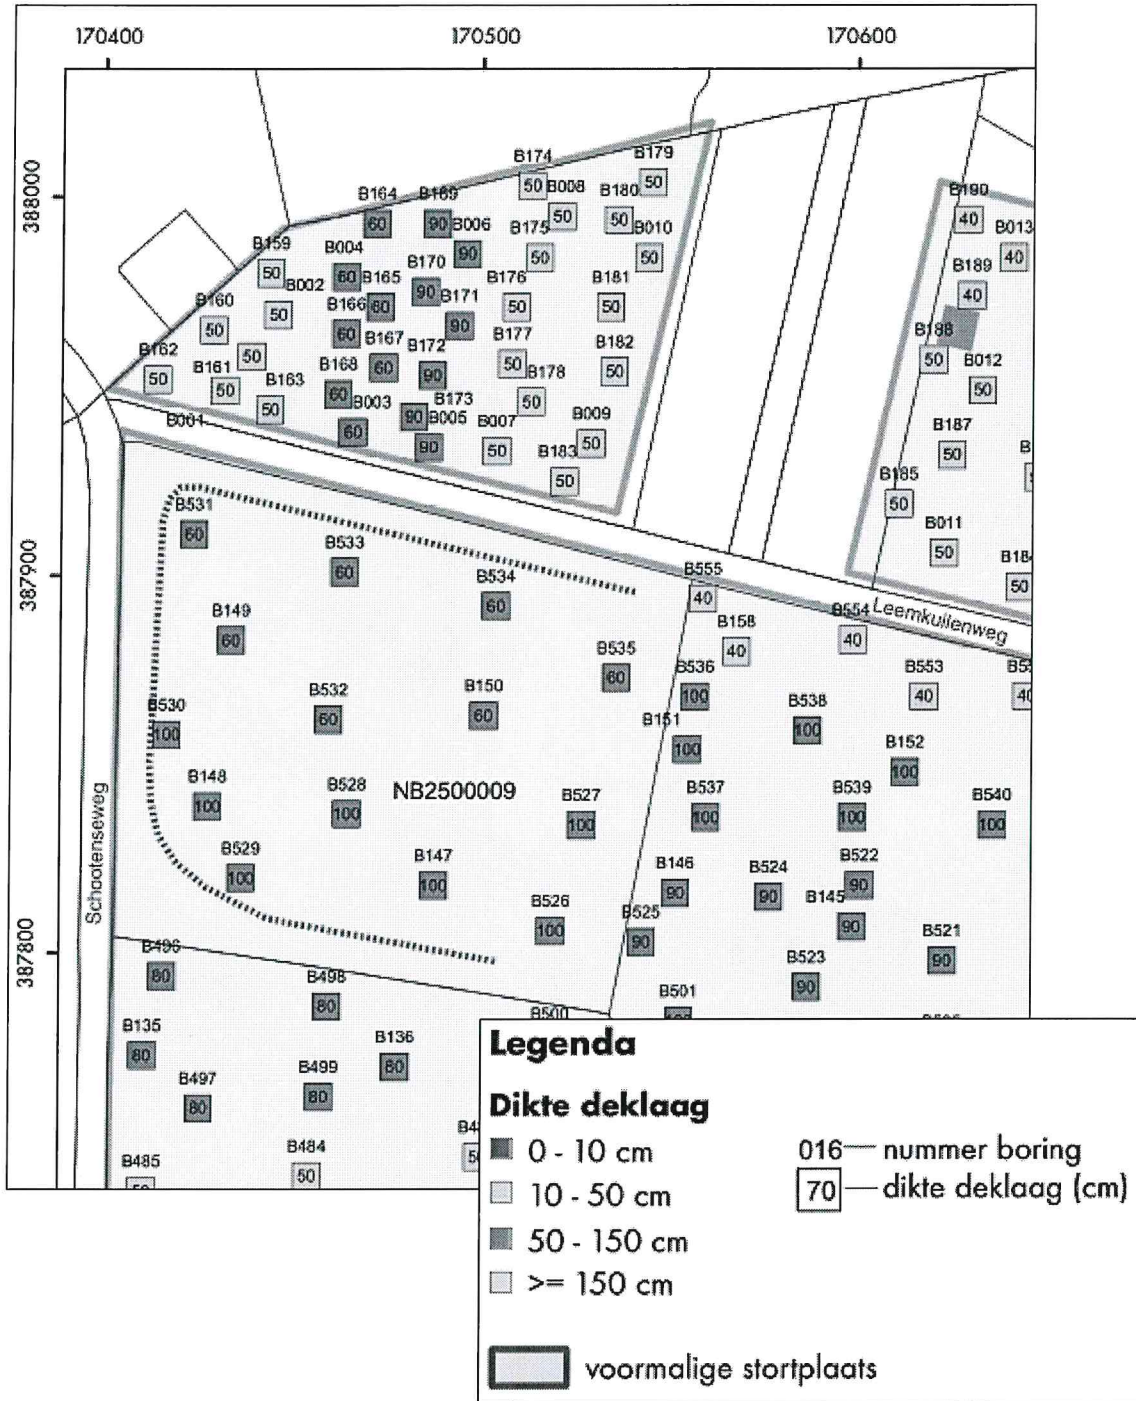 170400 170500 170600
388000
387900
387800
B174 B179
50 50
B008 B180
50 50
B164 B169
60 90
B006 B175 B010
90 50 50
B159 B004 B170
50 60 90
B002 B165 B176 B181
50 60 50 50
B160 B166 B171
50 60 90
B167 B172 B177 B182
60 90 50 50
50
B162 B161 B168 B178
50 50 60 50
B163 B003 B173
50 60 90
B001 B005 B007 B009
90 50 50
B183
50
B190 B013
40 40
B189
40
B188 B012
50 50
B187
50
B185
50
B011
50
B184
50
Leemkuilenweg
B531
60
B533
60
B534
60
B555
40
B158 B554
40 40
B149
60
B535
60
B536 B553
100 40
B532 B150
60 60
B530 B151 B538
100 100 100
B152
100
B148 B528 NB2500009 B527 B537 B539 B540
100 100 100 100 100 100
B529 B147 B146 B524 B522
100 100 90 90 90
B526 B525 B145
100 90 90
B521
90
B523
90
Schootenseweg
B496 B498 B500 B501
80 80
B135 B136
80 80
B497 B499
80 80
B485 B484
50 50
Legenda
Dikte deklaag
0 - 10 cm
10 - 50 cm
50 - 150 cm
>= 150 cm
016 nummer boring
70 dikte deklaag (cm)
voormalige stortplaats